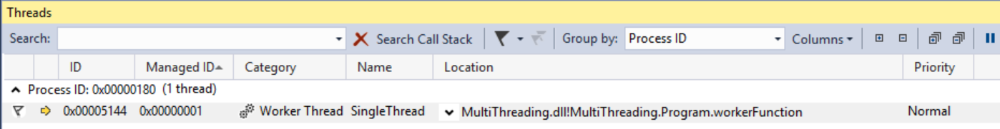 Threads
Search: Search Call Stack Group by: Process ID Columns
ID Managed ID Category Name Location Priority
Process ID: 0x00000180 (1 thread)
0x00005144 0x00000001 Worker Thread SingleThread MultiThreading.dll!MultiThreading.Program.workerFunction Normal